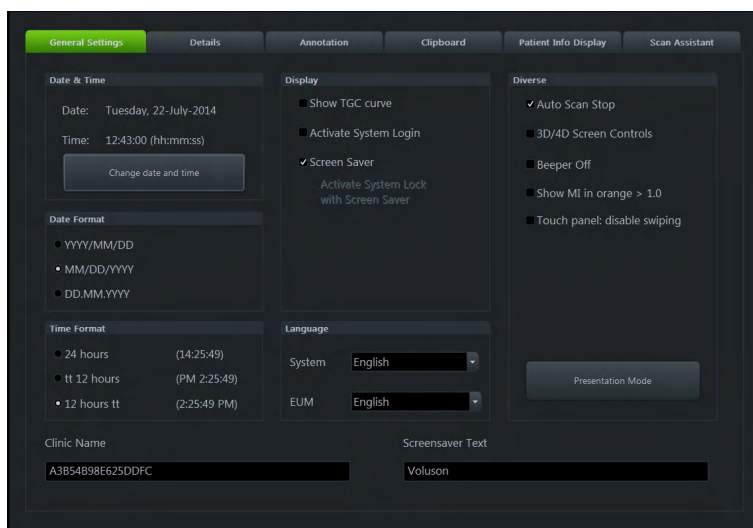 General Settings
Details
Annotation
Clipboard
Patient Info Display
Scan Assistant
Date & Time
Date: Tuesday, 22-July-2014
Time: 12:43:00 (hh:mm:ss)
Change date and time
Date Format
YYYY/MM/DD
MM/DD/YYYY
DD.MM.YYYY
Time Format
24 hours (14:25:49)
tt 12 hours (PM 2:25:49)
12 hours tt (2:25:49 PM)
Display
Show TGC curve
Activate System Login
Screen Saver
Activate System Lock
with Screen Saver
Language
System English
EUM English
Diverse
Auto Scan Stop
3D/4D Screen Controls
Beeper Off
Show MI in orange > 1.0
Touch panel: disable swiping
Presentation Mode
Clinic Name
A3B54B98E625DDFC
Screensaver Text
Voluson